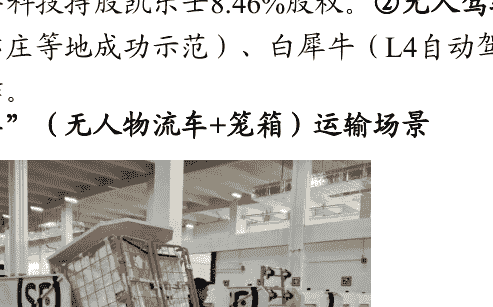 科技持股凯乐士8.46%股权。②无人驾
庄等地成功示范）、白犀牛（L4自动驾
。
”（无人物流车+笼箱）运输场景